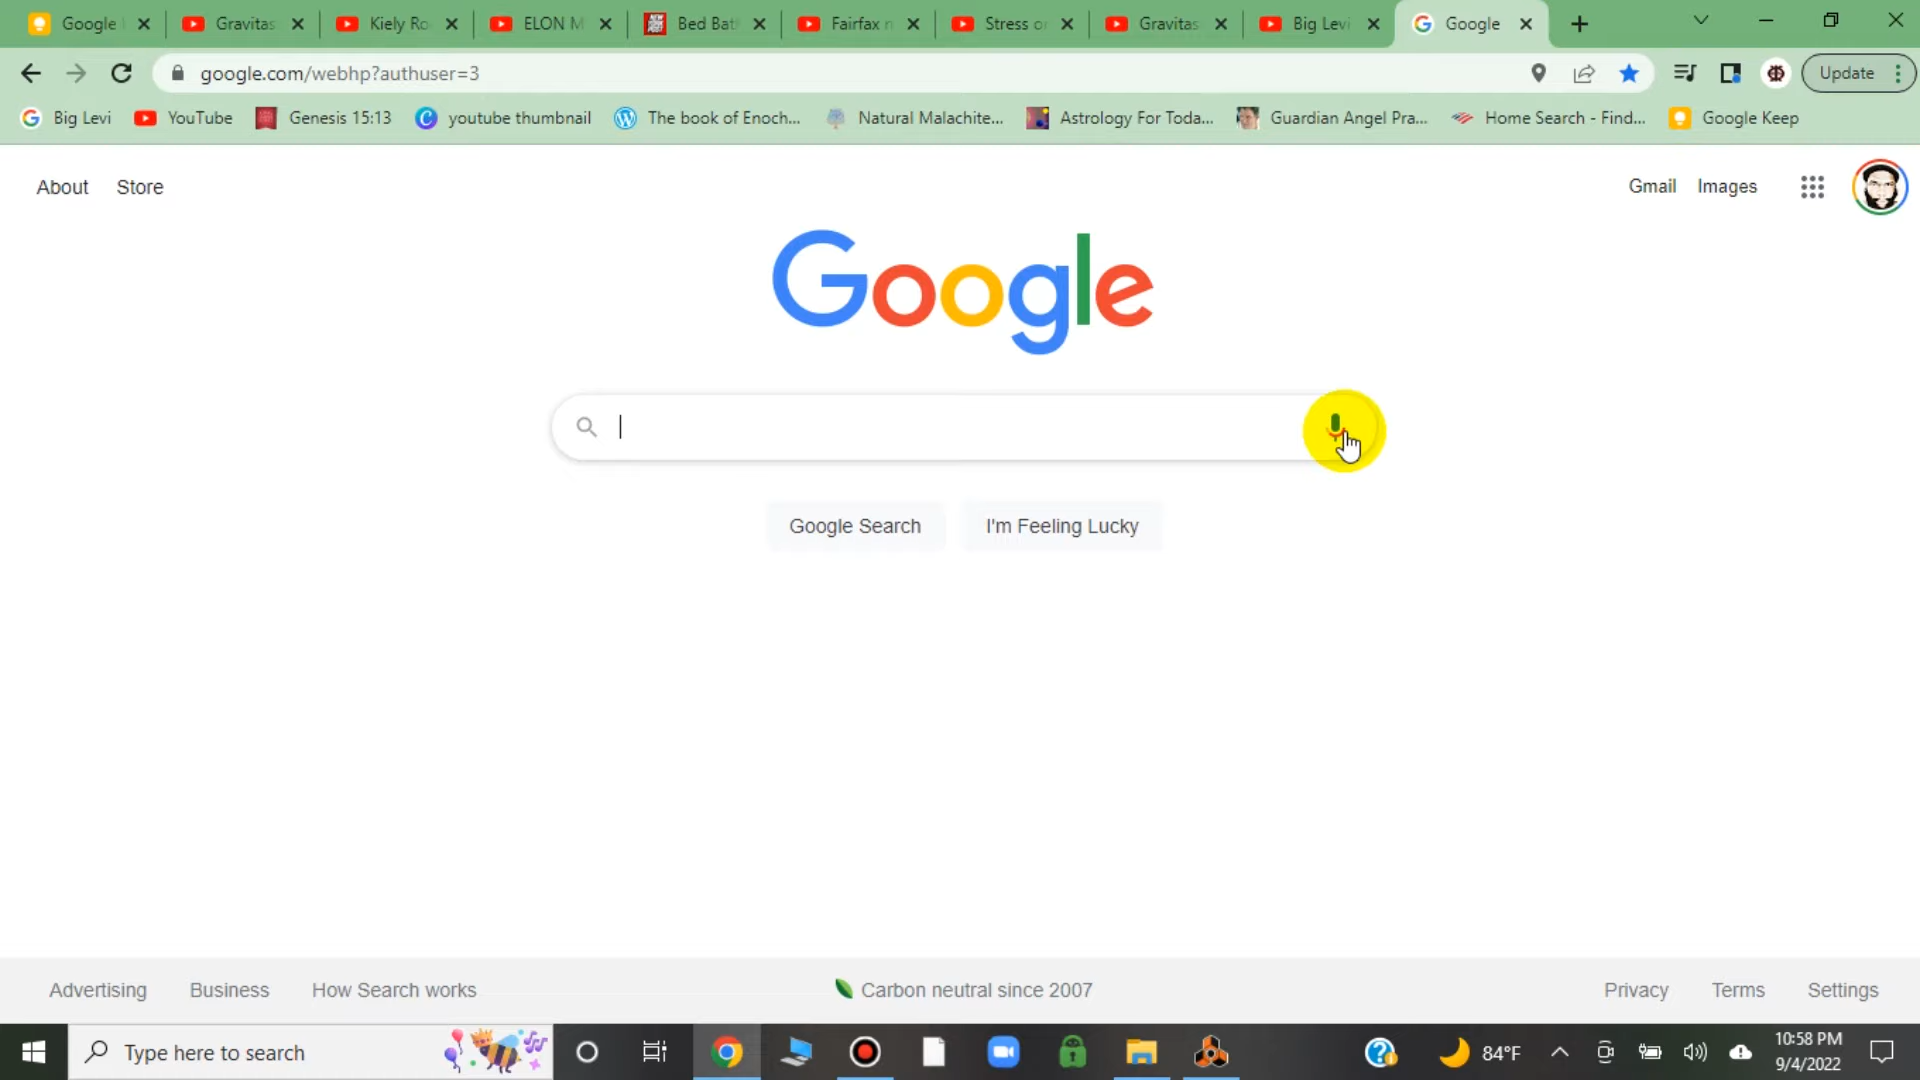 Google Gravitas Kiely Ro ELON M Bed Bat Fairfax n Stress or Gravitas Big Levi Google
google.com/webhp?authuser=3 Update
Big Levi YouTube Genesis 15:13 youtube thumbnail The book of Enoch... Natural Malachite... Astrology For Toda... Guardian Angel Pra... Home Search - Find... Google Keep
About Store Gmail Images
Google
Google Search I'm Feeling Lucky
Advertising Business How Search works Carbon neutral since 2007 Privacy Terms Settings
Type here to search 84°F 10:58 PM
9/4/2022